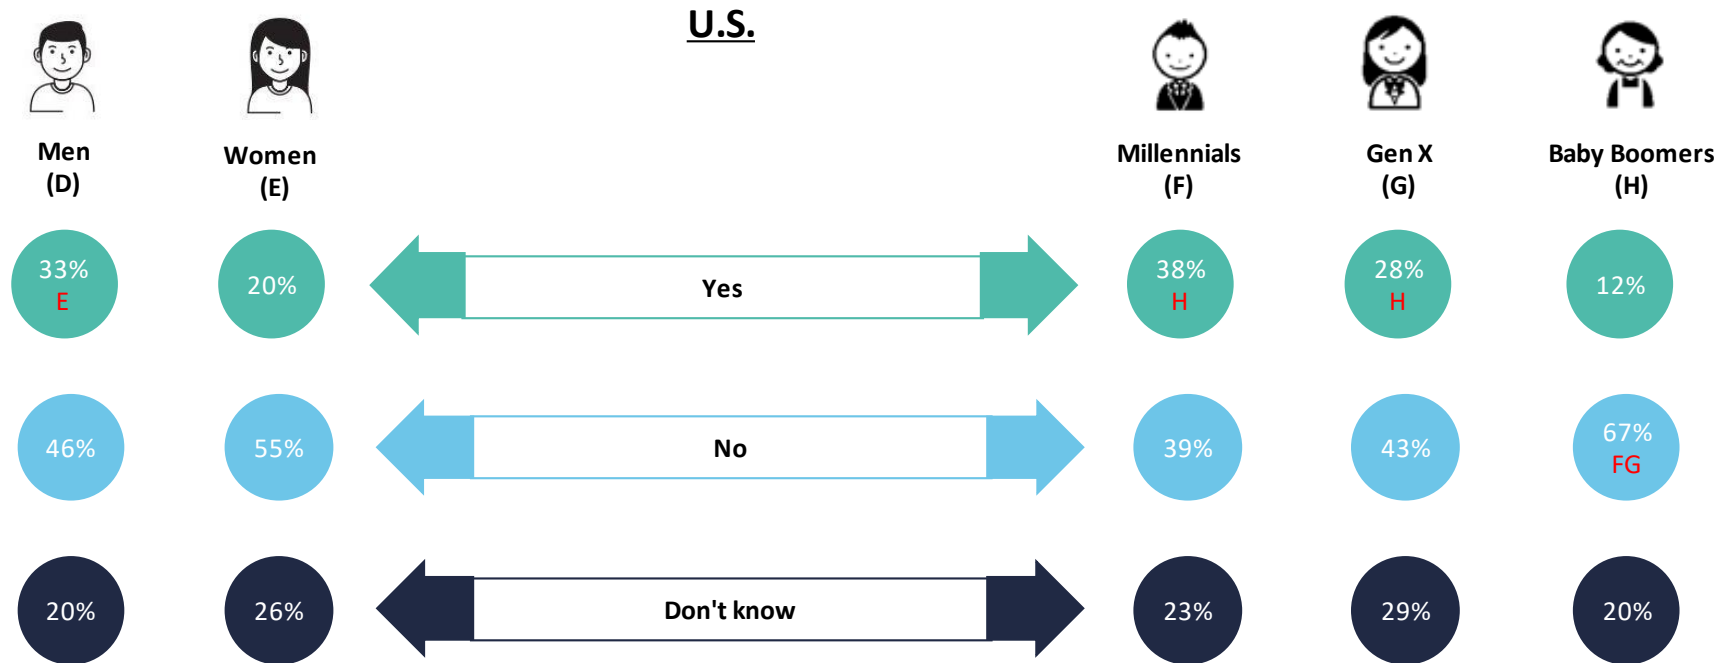 U.S.
Men
(D)
Women
(E)
Millennials
(F)
Gen X
(G)
Baby Boomers
(H)
33%
E
20%
Yes
38%
H
28%
H
12%
46%
55%
No
39%
43%
67%
FG
20%
26%
Don't know
23%
29%
20%